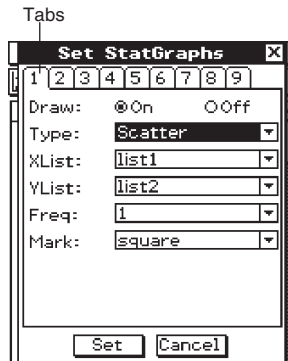 Tabs
Set StatGraphs
1 2 3 4 5 6 7 8 9
Draw: On Off
Type: Scatter
XList: list1
YList: list2
Freq: 1
Mark: square
Set Cancel